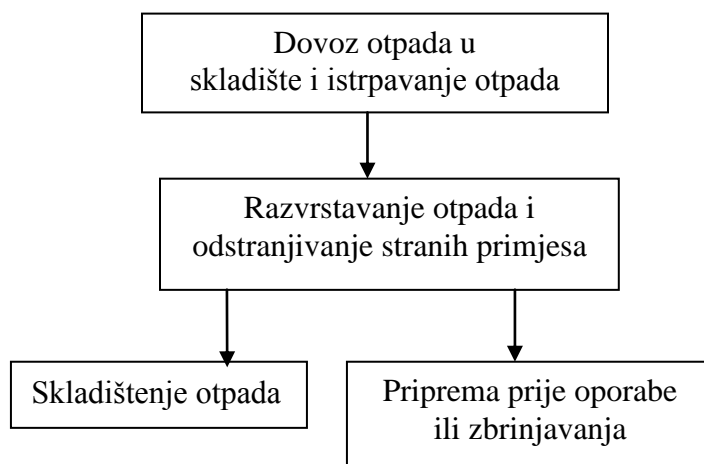 Dovoz otpada u
skladište i istrpavanje otpada
Razvrstavanje otpada i
odstranjivanje stranih primjesa
Skladištenje otpada
Priprema prije oporabe
ili zbrinjavanja